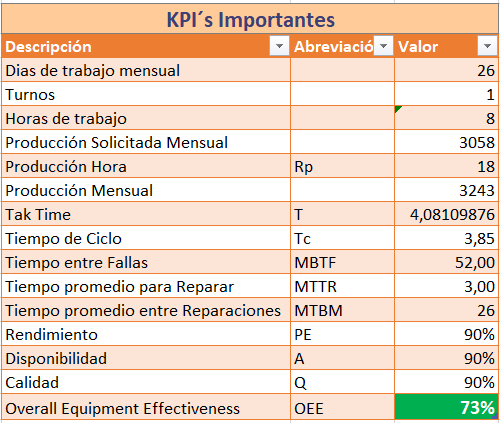 KPI´s Importantes
Descripción Abreviació Valor
Dias de trabajo mensual 26
Turnos 1
Horas de trabajo 8
Producción Solicitada Mensual 3058
Producción Hora Rp 18
Producción Mensual 3243
Tak Time T 4,08109876
Tiempo de Ciclo Tc 3,85
Tiempo entre Fallas MBTF 52,00
Tiempo promedio para Reparar MTTR 3,00
Tiempo promedio entre Reparaciones MTBM 26
Rendimiento PE 90%
Disponibilidad A 90%
Calidad Q 90%
Overall Equipment Effectiveness OEE 73%